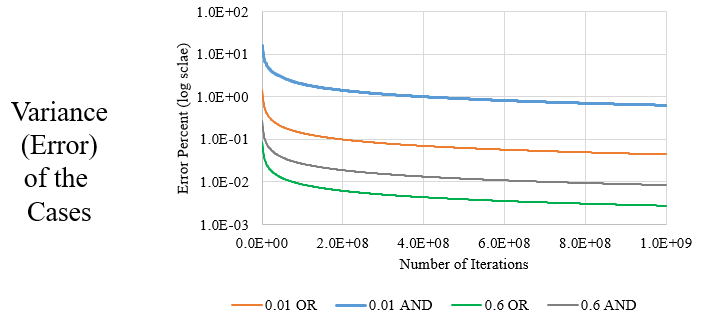 Variance
(Error)
of the
Cases
Error Percent (log sclae)
1.0E+02
1.0E+01
1.0E+00
1.0E-01
1.0E-02
1.0E-03
0.0E+00 2.0E+08 4.0E+08 6.0E+08 8.0E+08 1.0E+09
Number of Iterations
0.01 OR 0.01 AND 0.6 OR 0.6 AND